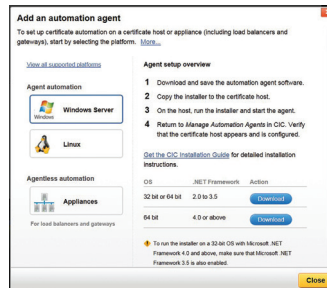 Add an automation agent
To set up certificate automation on a certificate host or appliance (including load balancers and
gateways), start by selecting the platform. More...
View all supported platforms
Agent automation
Windows
Windows Server
Linux
Agentless automation
Appliances
For load balancers and gateways
Agent setup overview
1 Download and save the automation agent software.
2 Copy the installer to the certificate host.
3 On the host, run the installer and start the agent.
4 Return to Manage Automation Agents in CIC. Verify
that the certificate host appears and is configured.
Get the CIC Installation Guide for detailed installation
instructions.
OS .NET Framework Action
32 bit or 64 bit 2.0 to 3.5 Download
64 bit 4.0 or above Download
To run the installer on a 32-bit OS with Microsoft .NET
Framework 4.0 and above, make sure that Microsoft .NET
Framework 3.5 is also enabled.
Close